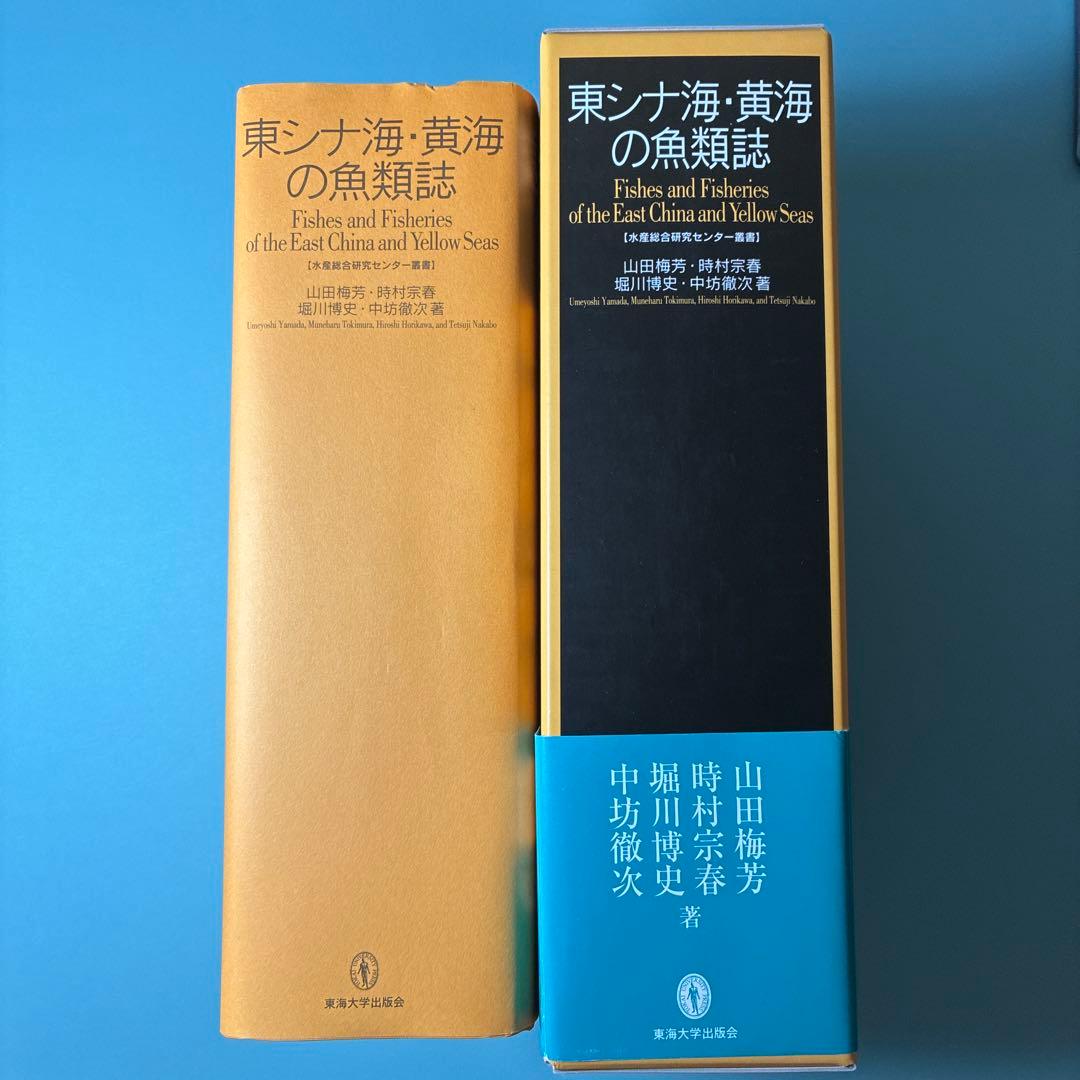 東シナ海・黄海
の魚類誌
Fishes and Fisheries
of the East China and Yellow Seas
【水産総合研究センター叢書】
山田梅芳・時村宗春
堀川博史・中坊徹次 著
Umeyoshi Yamada, Muneharu Tokimura, Hiroshi Horikawa, and Tetsuji Nakabo
東海大学出版会
東シナ海・黄海
の魚類誌
Fishes and Fisheries
of the East China and Yellow Seas
【水産総合研究センター叢書】
山田梅芳・時村宗春
堀川博史・中坊徹次 著
Umeyoshi Yamada, Muneharu Tokimura, Hiroshi Horikawa, and Tetsuji Nakabo
山田梅芳
時村宗春
堀川博史
中坊徹次
著
東海大学出版会